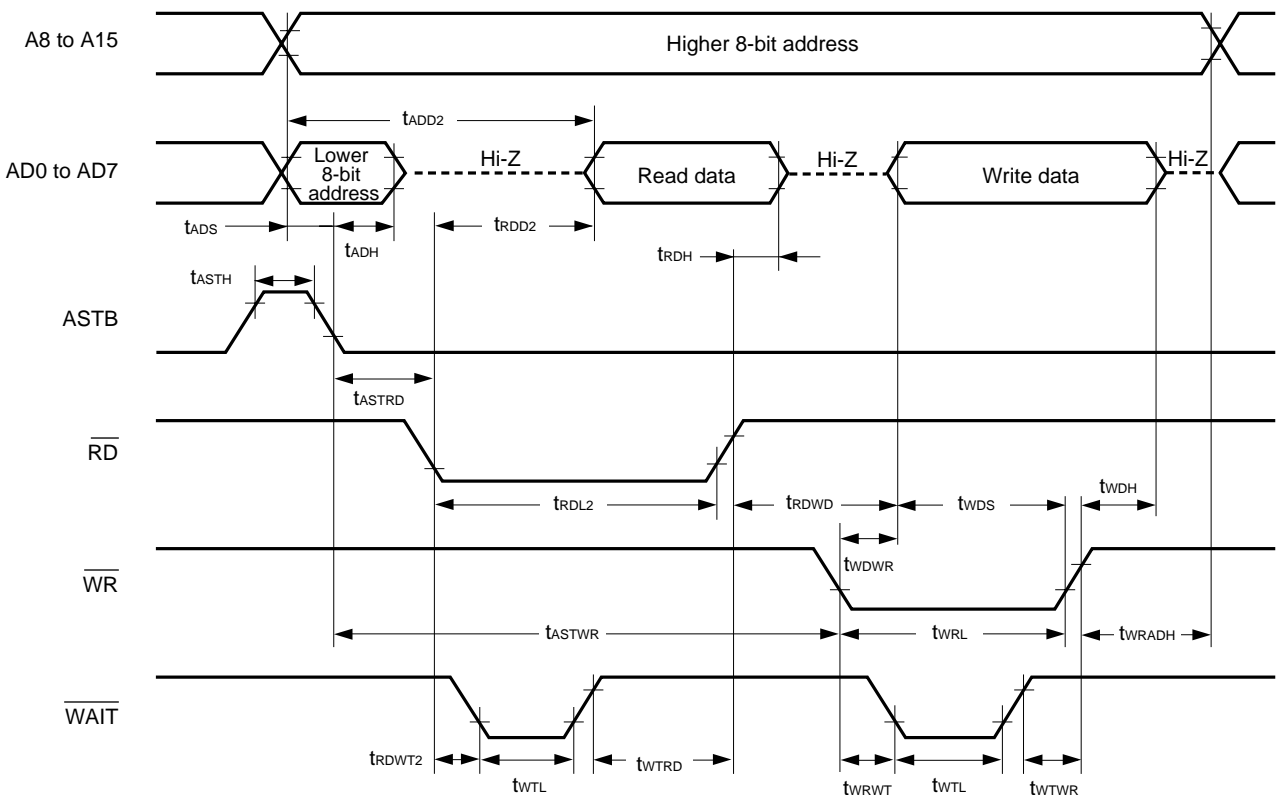 A8 to A15
Higher 8-bit address
tADD2
AD0 to AD7
Lower
8-bit
address
Hi-Z
Read data
Hi-Z
Write data
Hi-Z
tADS
tADH
tRDD2
tRDH
tASTH
ASTB
tASTRD
RD
tRDL2
tRDWD
tWDS
tWDH
tWDWR
WR
tASTWR
tWRL
tWRADH
WAIT
tRDWT2
tWTL
tWTRD
tWRWT
tWTL
tWTWR